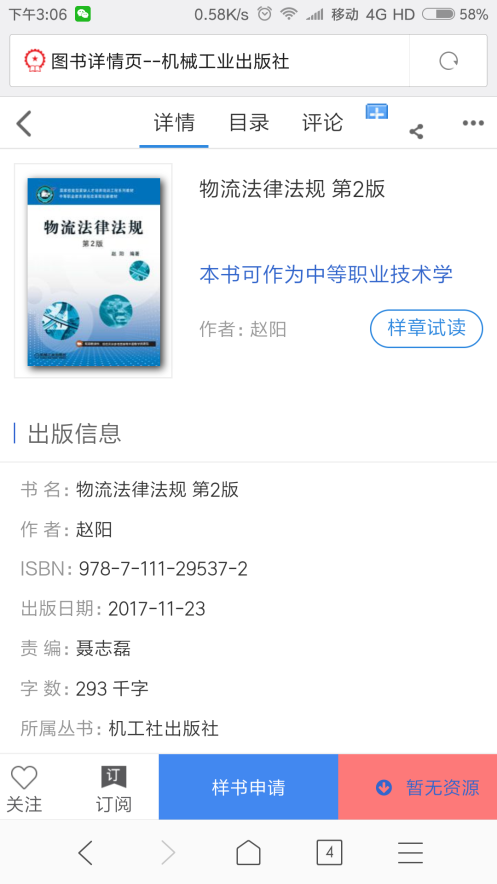 下午3:06 0.58K/s 移动 4G HD 58%
图书详情页--机械工业出版社
详情 目录 评论
物流法律法规
第2版
赵阳 编著
物流法律法规 第2版
本书可作为中等职业技术学
作者: 赵阳
样章试读
出版信息
书 名: 物流法律法规 第2版
作 者: 赵阳
ISBN: 978-7-111-29537-2
出版日期: 2017-11-23
责 编: 聂志磊
字 数: 293 千字
所属丛书: 机工社出版社
关注
订
订阅
样书申请
暂无资源
4